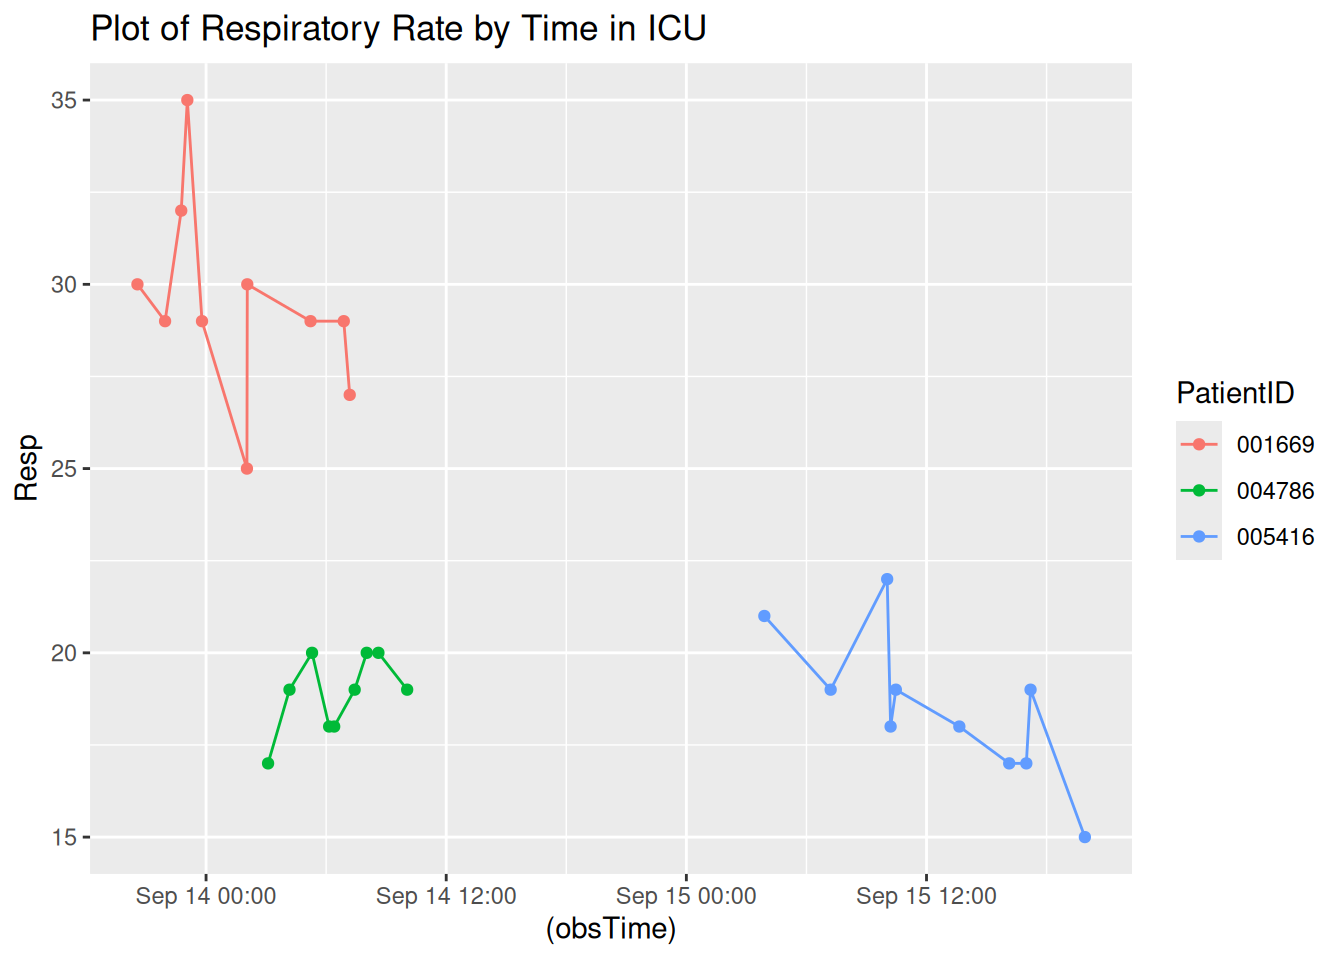 Plot of Respiratory Rate by Time in ICU
35
30
25
20
15
Resp
Sep 14 00:00 Sep 14 12:00 Sep 15 00:00 Sep 15 12:00
(obsTime)
PatientID
001669
004786
005416